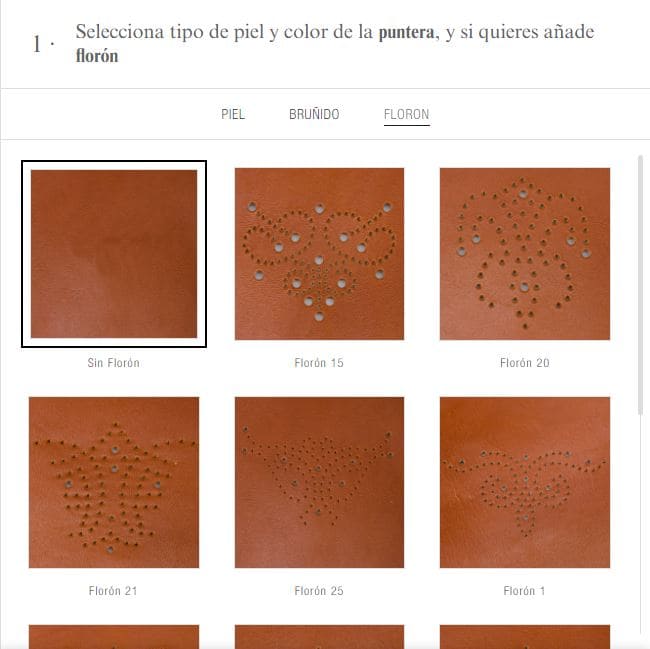 1 · Selecciona tipo de piel y color de la puntera, y si quieres añade
florón
PIEL BRUÑIDO FLORON
Sin Florón Florón 15 Florón 20
Florón 21 Florón 25 Florón 1